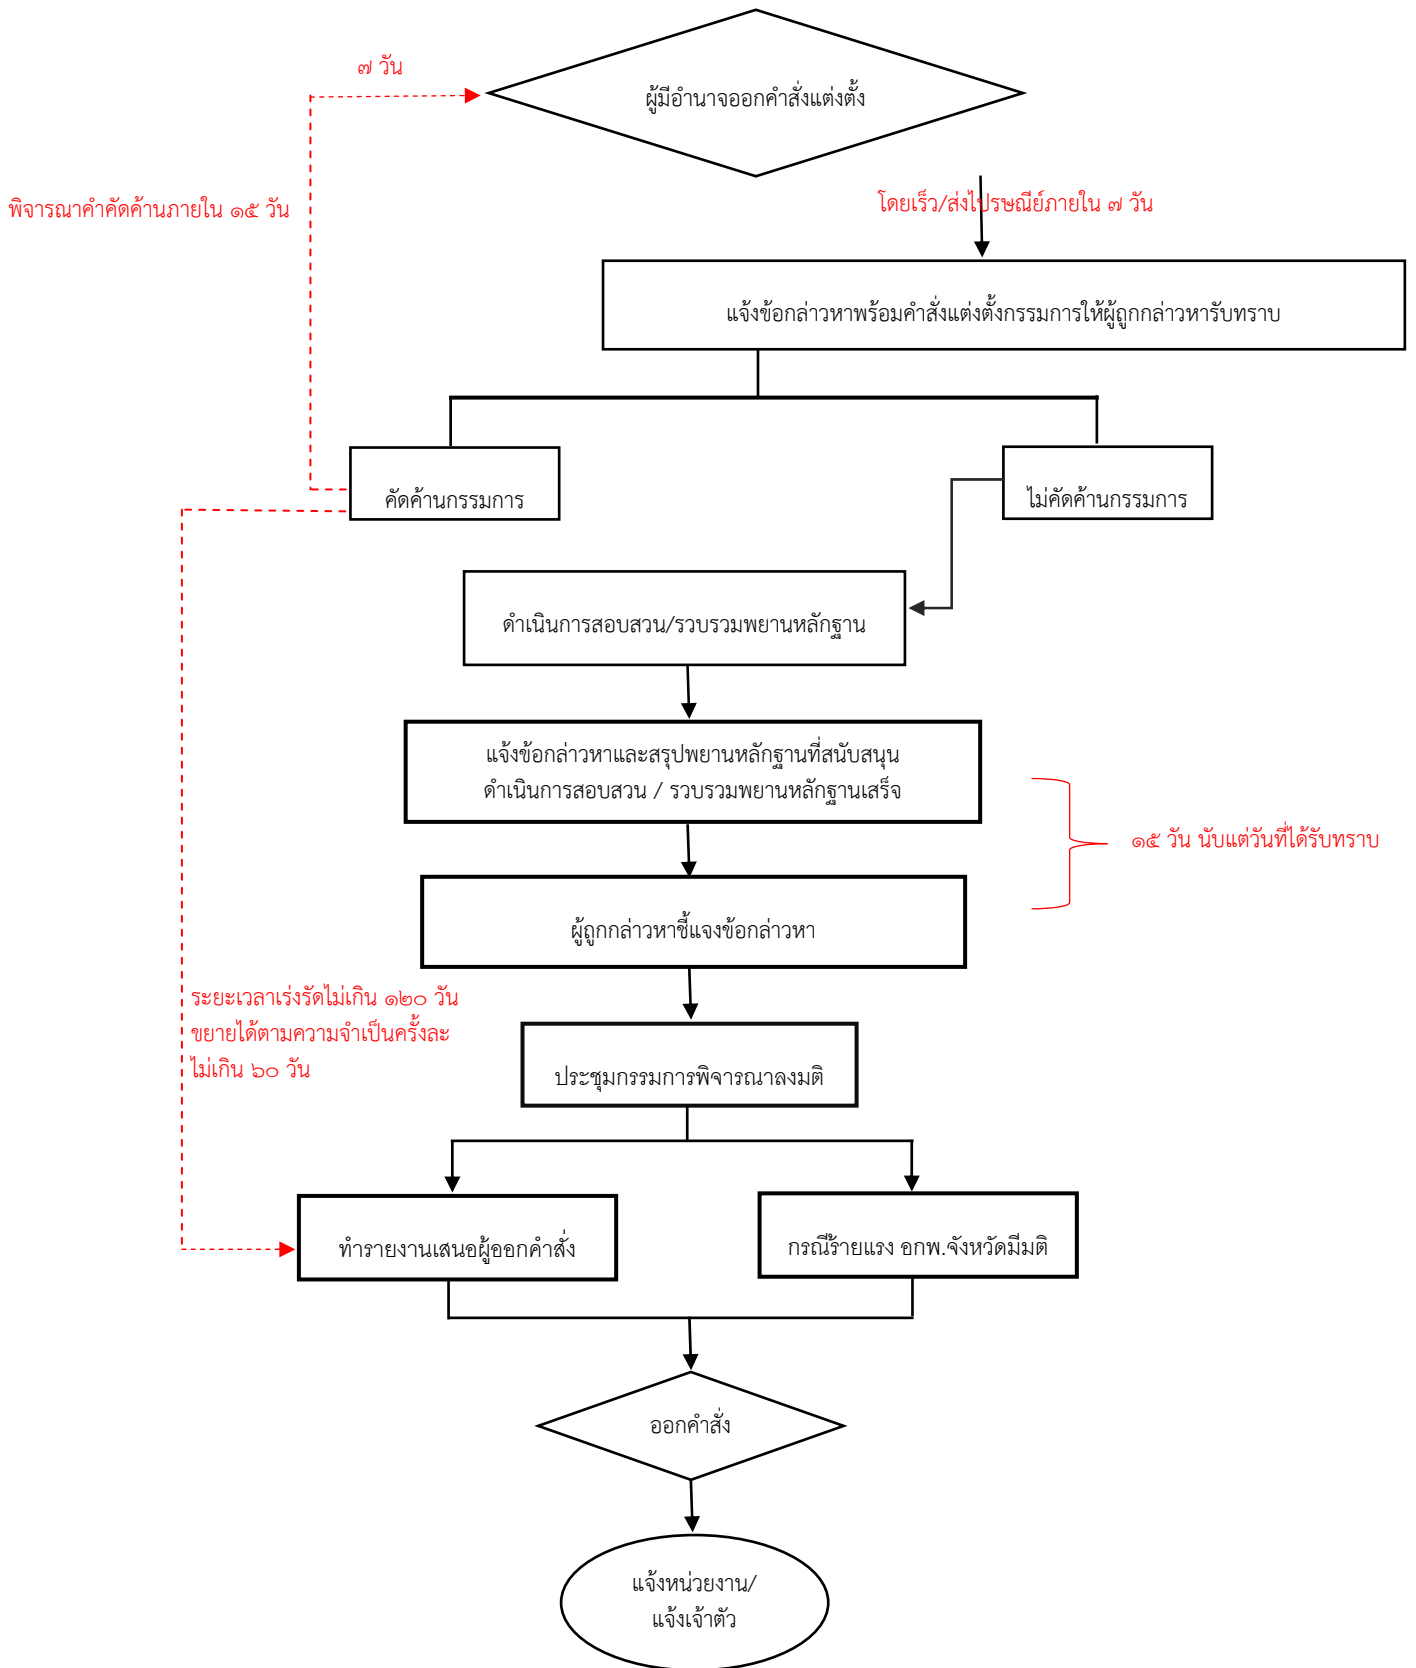 ๗ วัน
ผู้มีอำนาจออกคำสั่งแต่งตั้ง
พิจารณาคำคัดค้านภายใน ๑๕ วัน
โดยเร็ว/ส่งไปรษณีย์ภายใน ๗ วัน
แจ้งข้อกล่าวหาพร้อมคำสั่งแต่งตั้งกรรมการให้ผู้ถูกกล่าวหารับทราบ
คัดค้านกรรมการ
ไม่คัดค้านกรรมการ
ดำเนินการสอบสวน/รวบรวมพยานหลักฐาน
แจ้งข้อกล่าวหาและสรุปพยานหลักฐานที่สนับสนุน
ดำเนินการสอบสวน / รวบรวมพยานหลักฐานเสร็จ
๑๕ วัน นับแต่วันที่ได้รับทราบ
ผู้ถูกกล่าวหาชี้แจงข้อกล่าวหา
ระยะเวลาเร่งรัดไม่เกิน ๑๒๐ วัน
ขยายได้ตามความจำเป็นครั้งละ
ไม่เกิน ๖๐ วัน
ประชุมกรรมการพิจารณาลงมติ
ทำรายงานเสนอผู้ออกคำสั่ง
กรณีร้ายแรง อกพ.จังหวัดมีมติ
ออกคำสั่ง
แจ้งหน่วยงาน/
แจ้งเจ้าตัว